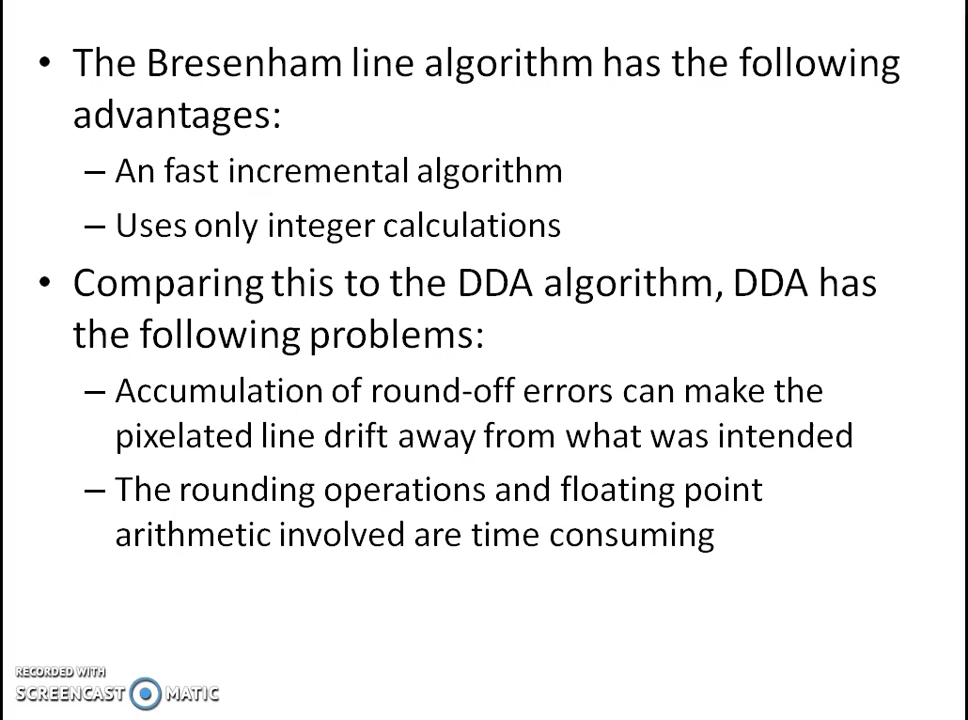 • The Bresenham line algorithm has the following
advantages:
– An fast incremental algorithm
– Uses only integer calculations
• Comparing this to the DDA algorithm, DDA has
the following problems:
– Accumulation of round-off errors can make the
pixelated line drift away from what was intended
– The rounding operations and floating point
arithmetic involved are time consuming
RECORDED WITH
SCREENCAST MATIC